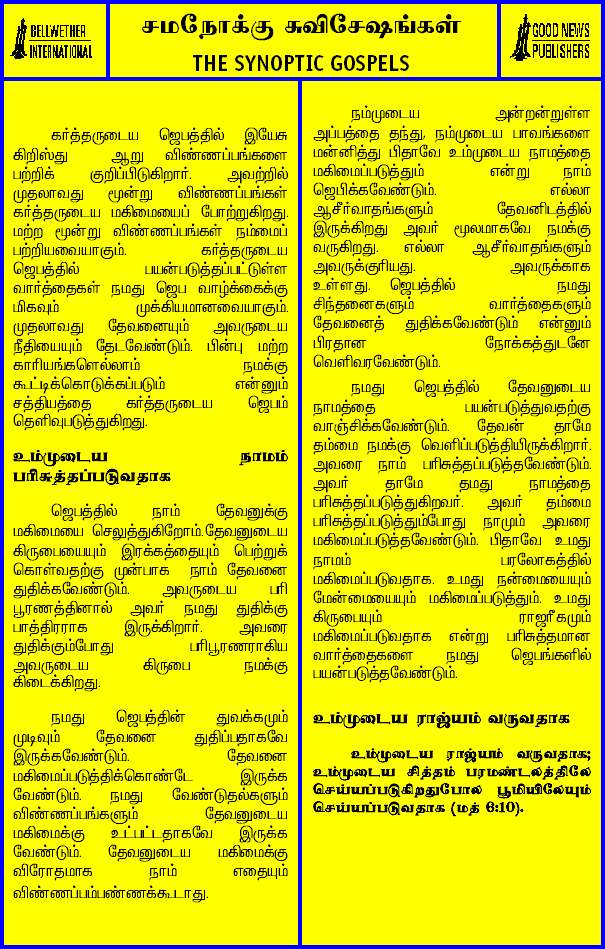 BELLWETHER
INTERNATIONAL
சமநோக்கு சுவிசேஷங்கள்
THE SYNOPTIC GOSPELS
GOOD NEWS
PUBLISHERS
கர்த்தருடைய ஜெபத்தில் இயேசு
கிறிஸ்து ஆறு விண்ணப்பங்களை
பற்றிக் குறிப்பிடுகிறார். அவற்றில்
முதலாவது மூன்று விண்ணப்பங்கள்
கர்த்தருடைய மகிமையைப் போற்றுகிறது.
மற்ற மூன்று விண்ணப்பங்கள் நம்மைப்
பற்றியவையாகும். கர்த்தருடைய
ஜெபத்தில் பயன்படுத்தப்பட்டுள்ள
வார்த்தைகள் நமது ஜெப வாழ்க்கைக்கு
மிகவும் முக்கியமானவையாகும்.
முதலாவது தேவனையும் அவருடைய
நீதியையும் தேடவேண்டும். பின்பு மற்ற
காரியங்களெல்லாம் நமக்கு
கூட்டிக்கொடுக்கப்படும் என்னும்
சத்தியத்தை கர்த்தருடைய ஜெபம்
தெளிவுபடுத்துகிறது.
உம்முடைய நாமம்
பரிசுத்தப்படுவதாக
ஜெபத்தில் நாம் தேவனுக்கு
மகிமையை செலுத்துகிறோம்.தேவனுடைய
கிருபையையும் இரக்கத்தையும் பெற்றுக்
கொள்வதற்கு முன்பாக நாம் தேவனை
துதிக்கவேண்டும். அவருடைய பரி
பூரணத்தினால் அவர் நமது துதிக்கு
பாத்திரராக இருக்கிறார். அவரை
துதிக்கும்போது பரிபூரணராகிய
அவருடைய கிருபை நமக்கு
கிடைக்கிறது.
நமது ஜெபத்தின் துவக்கமும்
முடிவும் தேவனை துதிப்பதாகவே
இருக்கவேண்டும். தேவனை
மகிமைப்படுத்திக்கொண்டே இருக்க
வேண்டும். நமது வேண்டுதல்களும்
விண்ணப்பங்களும் தேவனுடைய
மகிமைக்கு உட்பட்டதாகவே இருக்க
வேண்டும். தேவனுடைய மகிமைக்கு
விரோதமாக நாம் எதையும்
விண்ணப்பம்பண்ணக்கூடாது.
நம்முடைய அன்றன்றுள்ள
அப்பத்தை தந்து, நம்முடைய பாவங்களை
மன்னித்து பிதாவே உம்முடைய நாமத்தை
மகிமைப்படுத்தும் என்று நாம்
ஜெபிக்கவேண்டும். எல்லா
ஆசீர்வாதங்களும் தேவனிடத்தில்
இருக்கிறது அவர் மூலமாகவே நமக்கு
வருகிறது. எல்லா ஆசீர்வாதங்களும்
அவருக்குரியது. அவருக்காக
உள்ளது. ஜெபத்தில் நமது
சிந்தனைகளும் வார்த்தைகளும்
தேவனைத் துதிக்கவேண்டும் என்னும்
பிரதான நோக்கத்துடனே
வெளிவரவேண்டும்.
நமது ஜெபத்தில் தேவனுடைய
நாமத்தை பயன்படுத்துவதற்கு
வாஞ்சிக்கவேண்டும். தேவன் தாமே
தம்மை நமக்கு வெளிப்படுத்தியிருக்கிறார்.
அவரை நாம் பரிசுத்தப்படுத்தவேண்டும்.
அவர் தாமே தமது நாமத்தை
பரிசுத்தப்படுத்துகிறவர். அவர் தம்மை
பரிசுத்தப்படுத்தும்போது நாமும் அவரை
மகிமைப்படுத்தவேண்டும். பிதாவே உமது
நாமம் பரலோகத்தில்
மகிமைப்படுவதாக. உமது நன்மையையும்
மேன்மையையும் மகிமைப்படுத்தும். உமது
கிருபையும் ராஜரீகமும்
மகிமைப்படுவதாக என்று பரிசுத்தமான
வார்த்தைகளை நமது ஜெபங்களில்
பயன்படுத்தவேண்டும்.
உம்முடைய ராஜ்யம் வருவதாக
உம்முடைய ராஜ்யம் வருவதாக;
உம்முடைய சித்தம் பரமண்டலத்திலே
செய்யப்படுகிறதுபோல பூமியிலேயும்
செய்யப்படுவதாக (மத் 6:10).